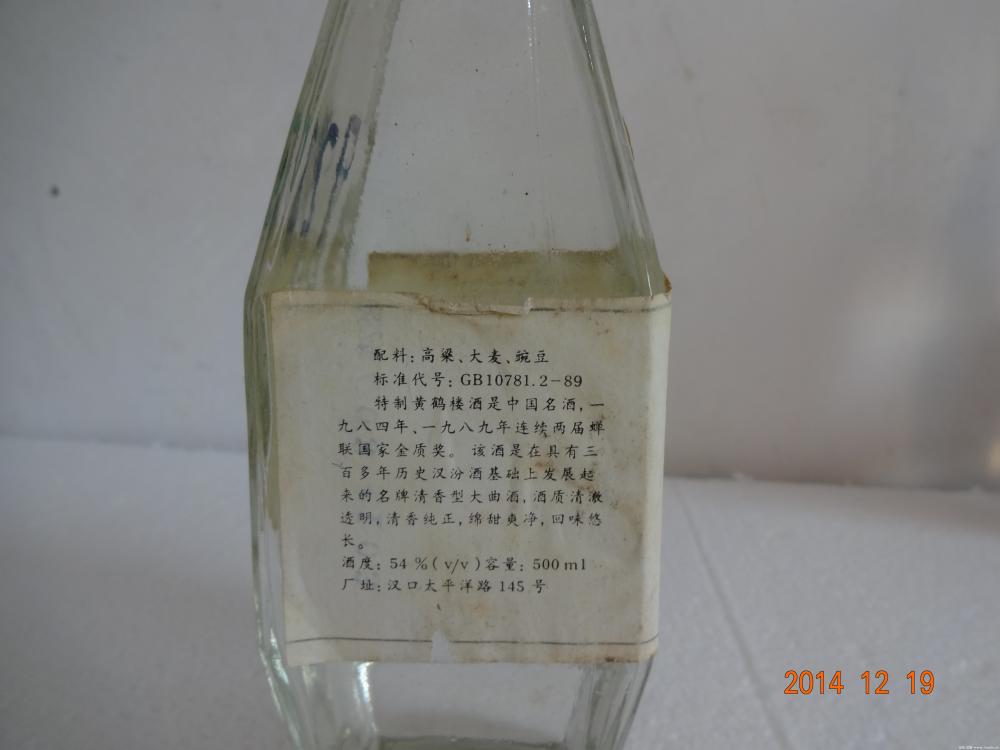 配料:高粱、大麦、豌豆
标准代号:GB10781.2-89
特制黄鹤楼酒是中国名酒,一
九八四年、一九八九年连续两届蝉
联国家金质奖。 该酒是在具有三
百多年历史汉汾酒基础上发展起
来的名牌清香型大曲酒,酒质清澈
透明,清香纯正,绵甜爽净,回味悠
长。
酒度:54 %(v/v)容量:500ml
厂址:汉口太平洋路 145 号
2014 12 19